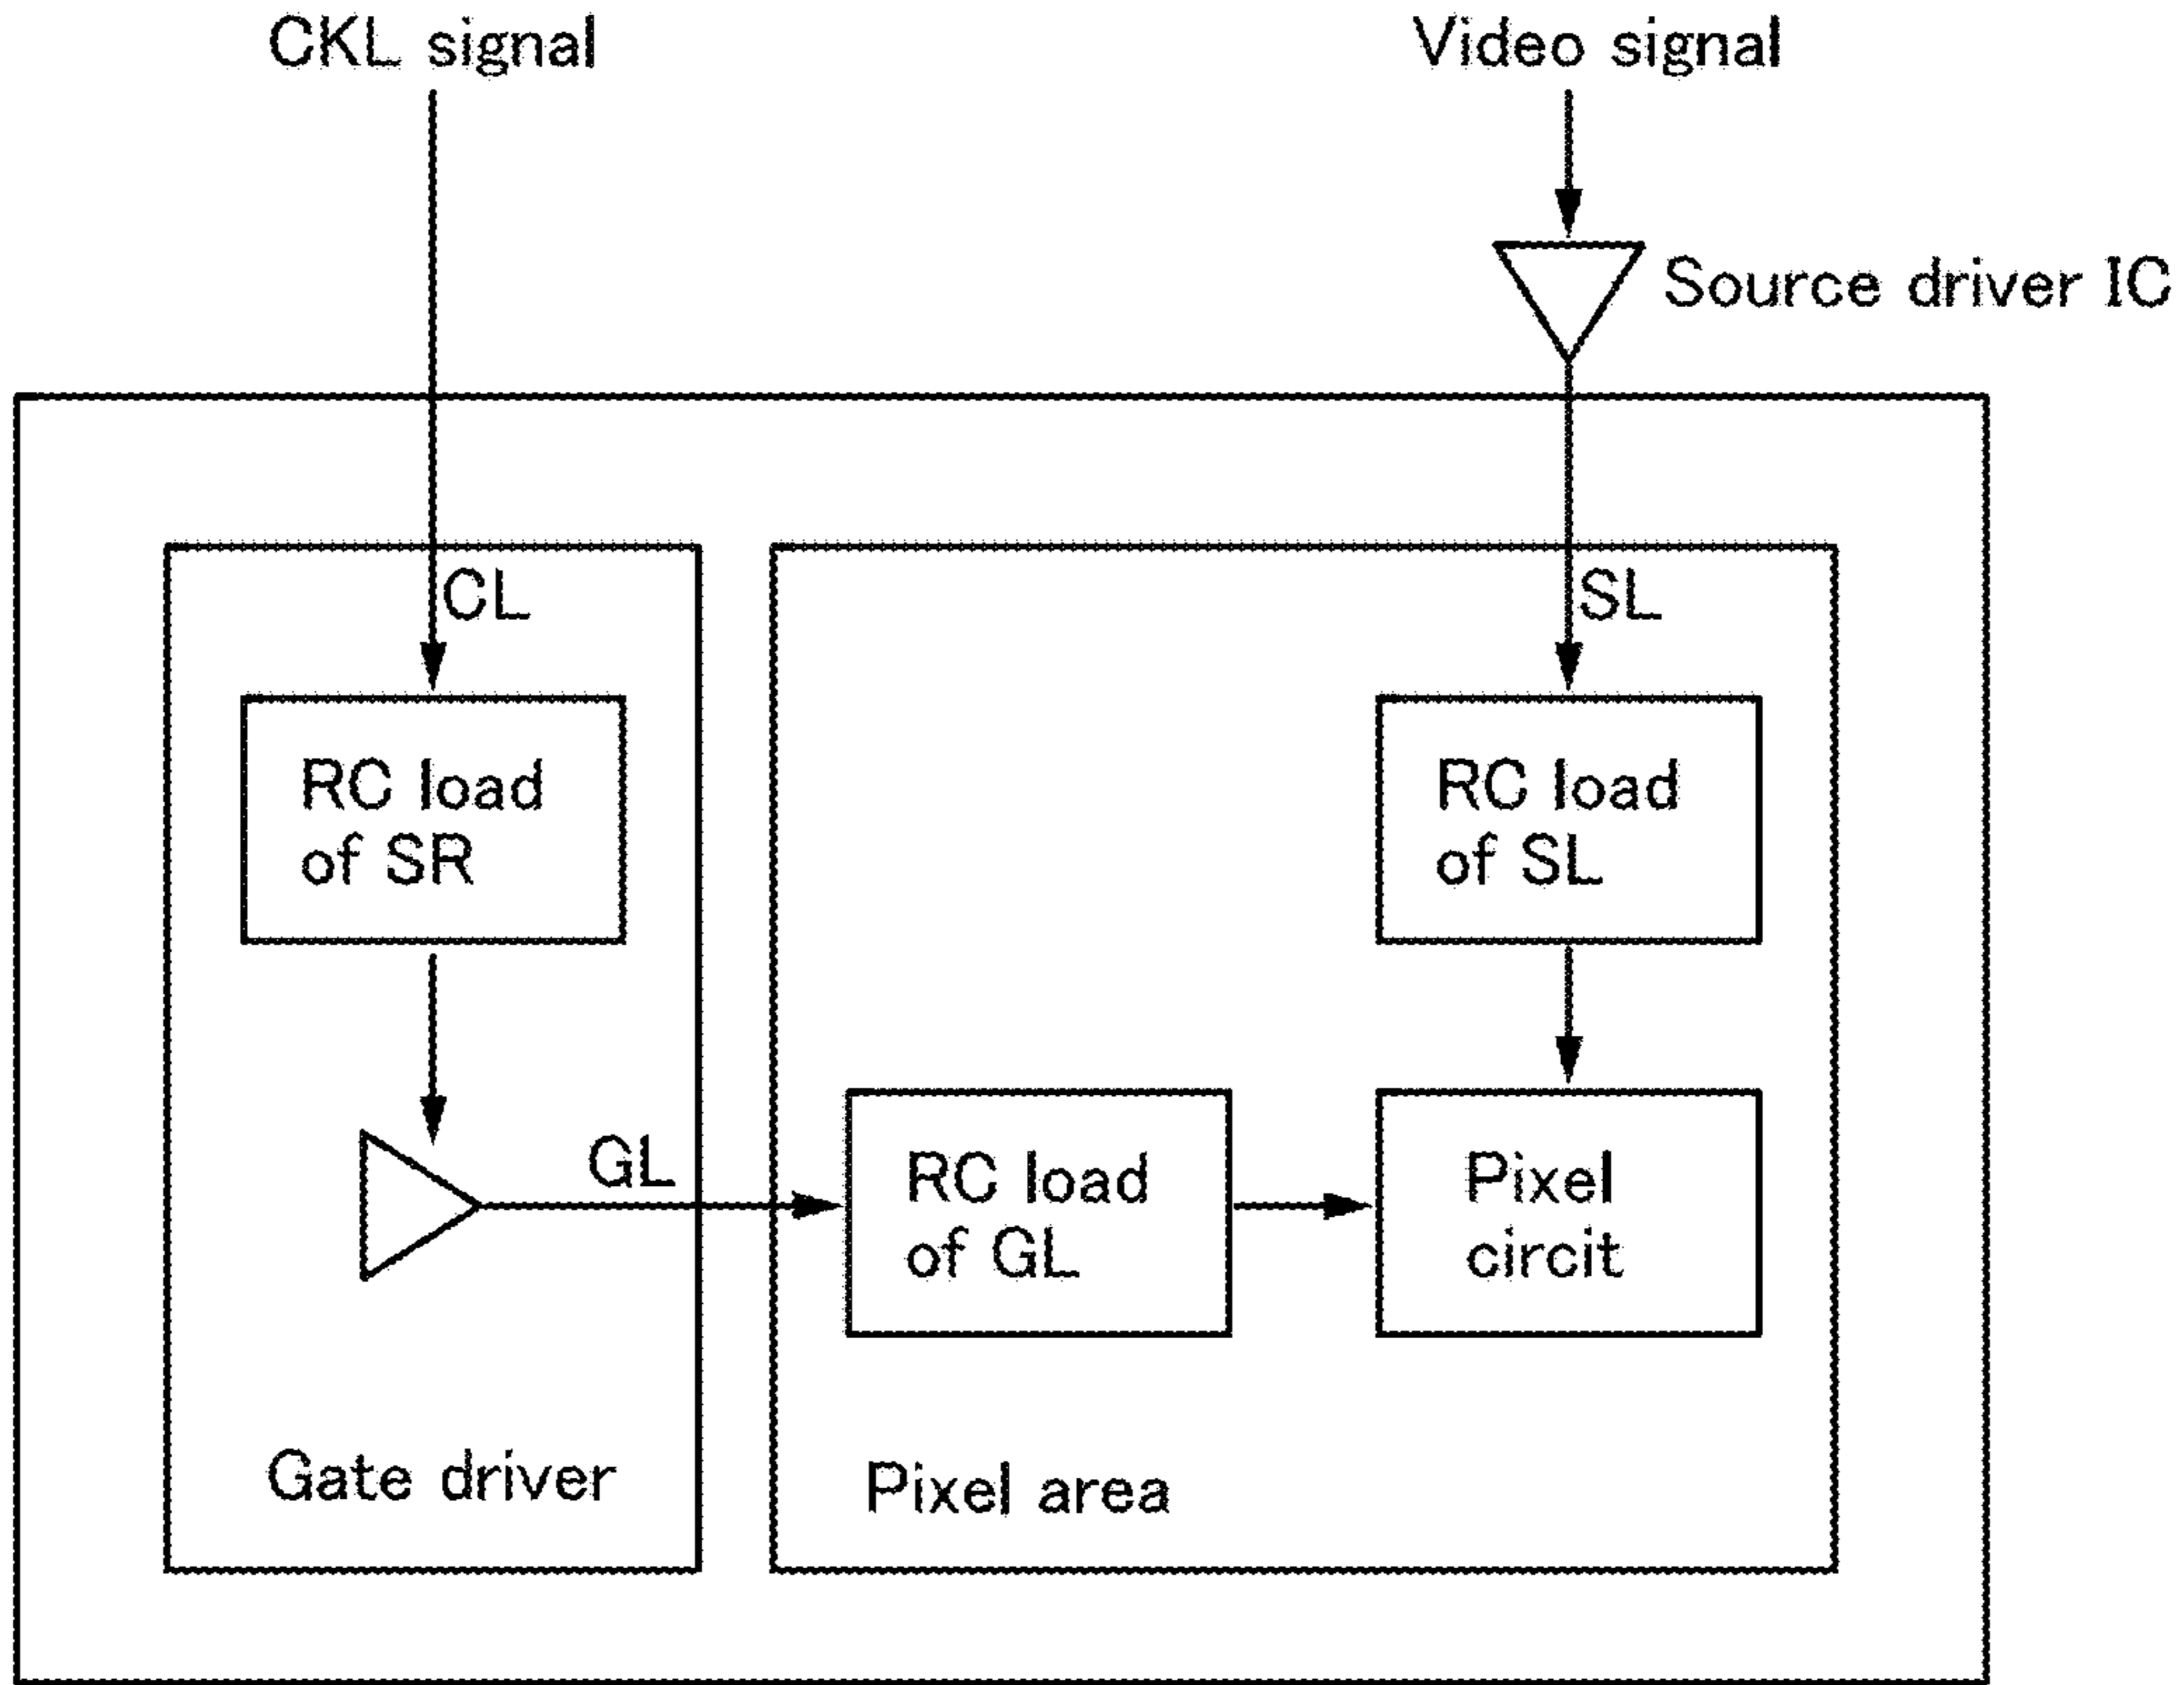 CKL signal
Video signal
Source driver IC
CL
SL
RC load
of SR
RC load
of SL
GL
RC load
of GL
Pixel
circit
Gate driver
Pixel area